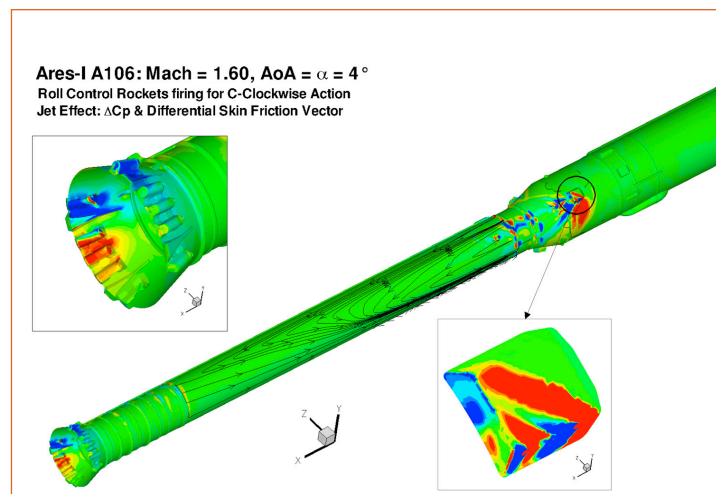 Ares-I A106: Mach = 1.60, AoA = α = 4°
Roll Control Rockets firing for C-Clockwise Action
Jet Effect: ΔCp & Differential Skin Friction Vector
Z Y
X
Z Y
X
Z Y
X